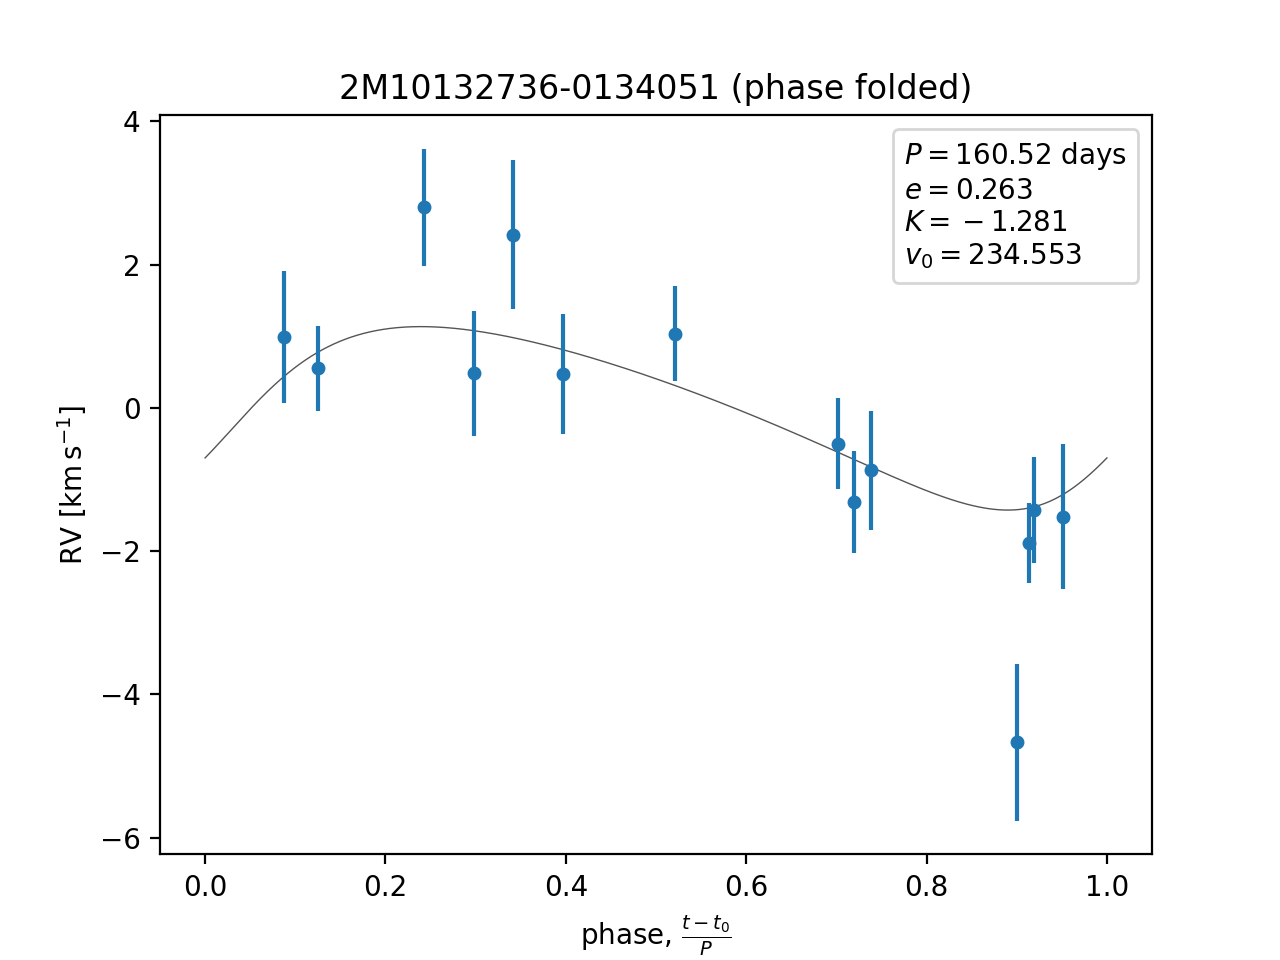 2M10132736-0134051 (phase folded)
P = 160.52 days
e = 0.263
K = −1.281
v₀ = 234.553
4
2
0
−2
−4
−6
RV [km s⁻¹]
0.0 0.2 0.4 0.6 0.8 1.0
phase, (t − t₀)/P